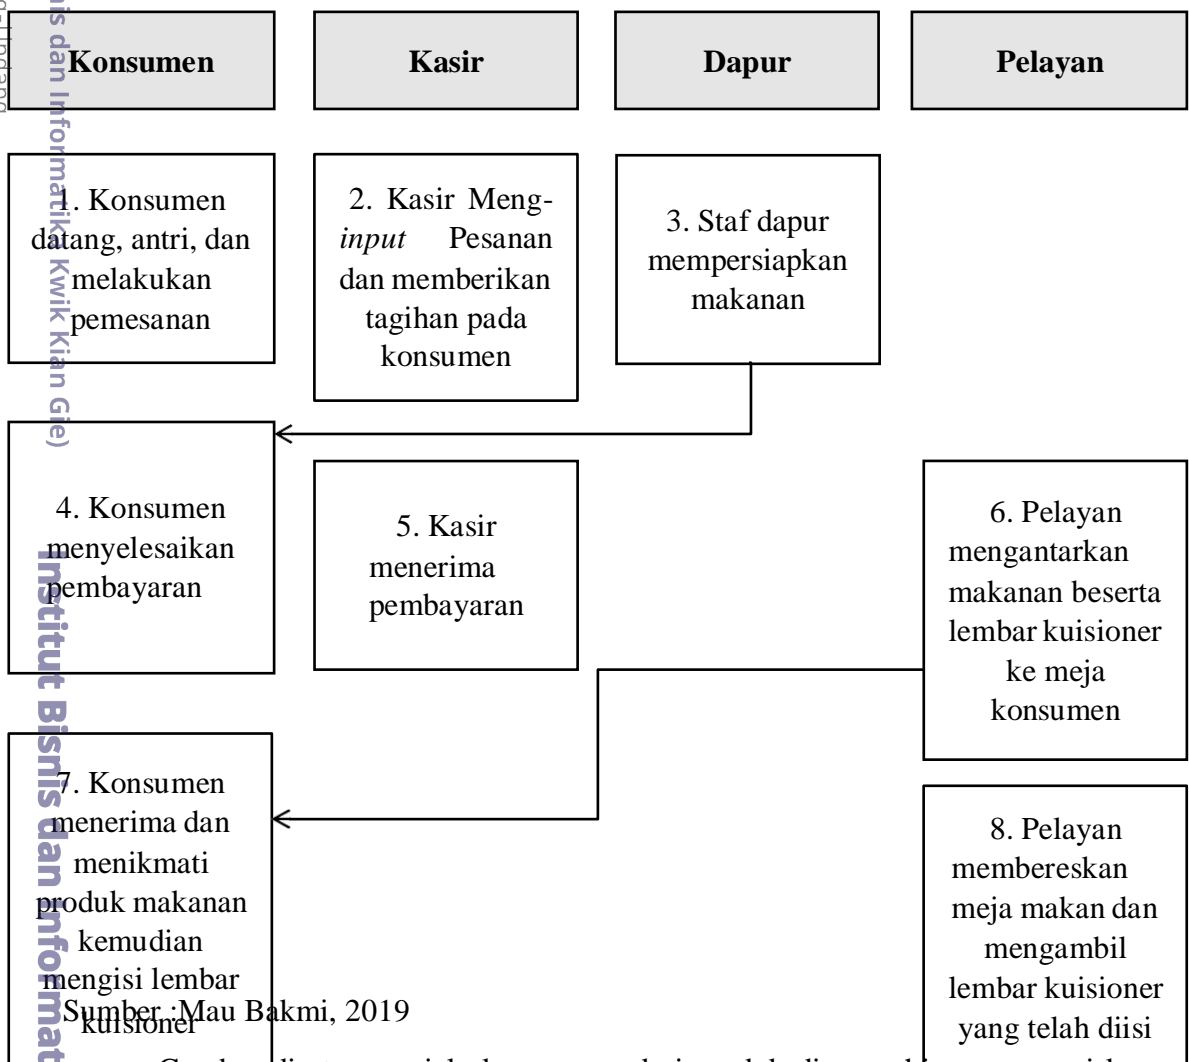 Konsumen
Kasir
Dapur
Pelayan
1. Konsumen
datang, antri, dan
melakukan
pemesanan
2. Kasir Meng-
input Pesanan
dan memberikan
tagihan pada
konsumen
3. Staf dapur
mempersiapkan
makanan
4. Konsumen
menyelesaikan
pembayaran
5. Kasir
menerima
pembayaran
6. Pelayan
mengantarkan
makanan beserta
lembar kuisioner
ke meja
konsumen
7. Konsumen
menerima dan
menikmati
produk makanan
kemudian
mengisi lembar
kuisioner
8. Pelayan
membereskan
meja makan dan
mengambil
lembar kuisioner
yang telah diisi
Sumber :Mau Bakmi, 2019
dan Informatika Kwik Kian Gie)
Institut Bisnis dan